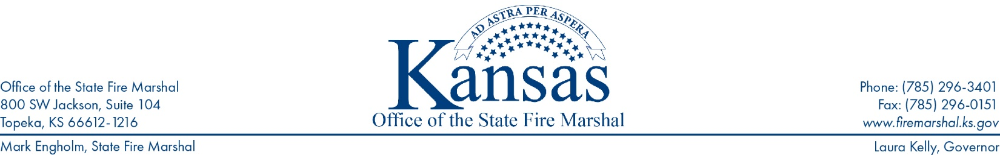 AD ASTRA PER ASPERA
Kansas
Office of the State Fire Marshal
Office of the State Fire Marshal
800 SW Jackson, Suite 104
Topeka, KS 66612-1216
Phone: (785) 296-3401
Fax: (785) 296-0151
www.firemarshal.ks.gov
Mark Engholm, State Fire Marshal
Laura Kelly, Governor